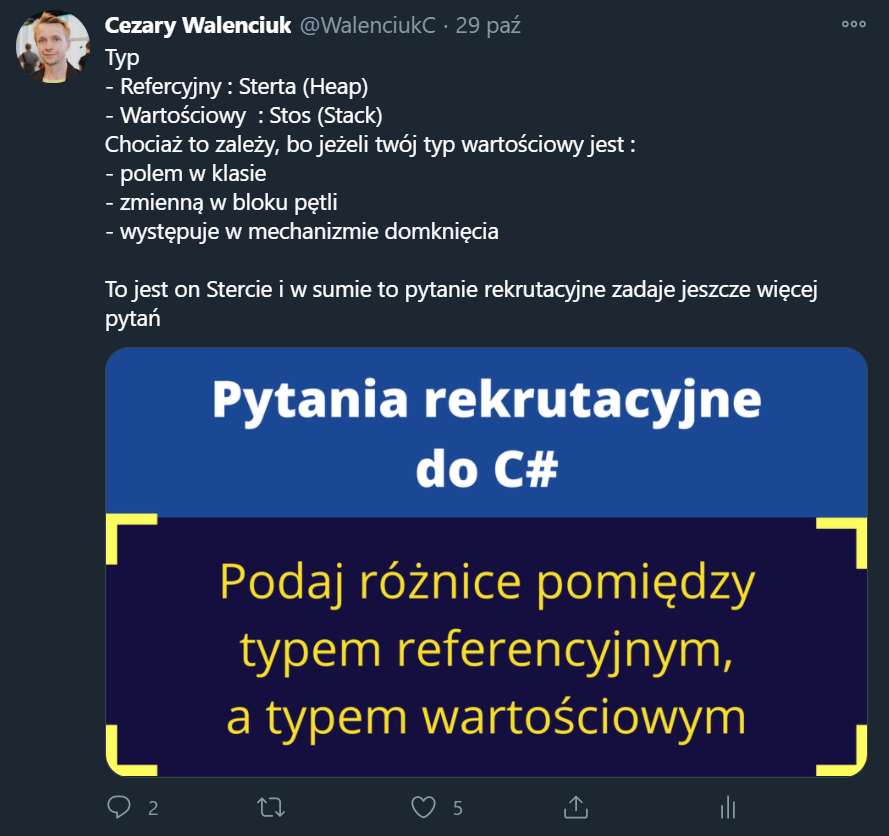 Cezary Walenciuk @WalenciukC · 29 paź
Typ
- Refercyjny : Sterta (Heap)
- Wartościowy  : Stos (Stack)
Chociaż to zależy, bo jeżeli twój typ wartościowy jest :
- polem w klasie
- zmienną w bloku pętli
- występuje w mechanizmie domknięcia
To jest on Stercie i w sumie to pytanie rekrutacyjne zadaje jeszcze więcej
pytań
Pytania rekrutacyjne
do C#
Podaj różnice pomiędzy
typem referencyjnym,
a typem wartościowym
2 5